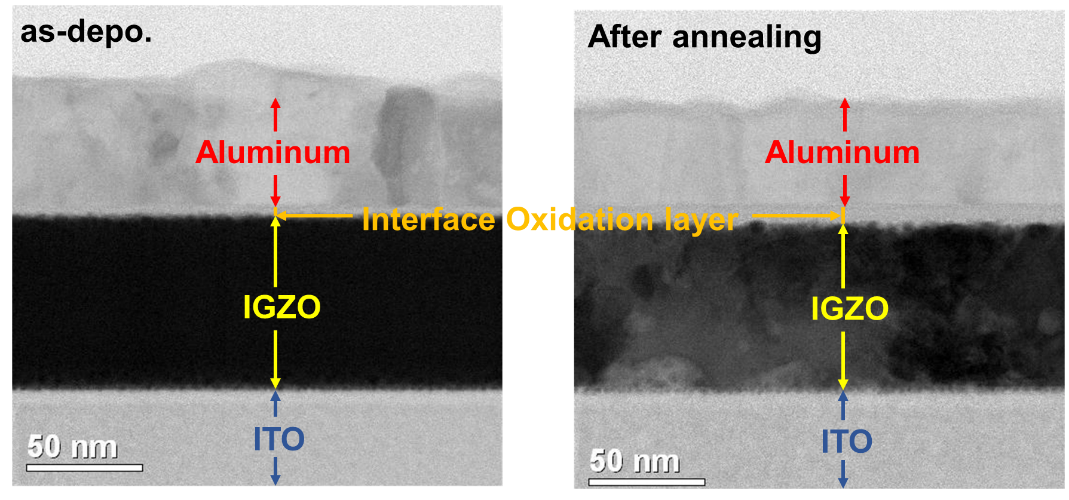 as-depo.
After annealing
Aluminum
Aluminum
Interface Oxidation layer
IGZO
IGZO
ITO
ITO
50 nm
50 nm